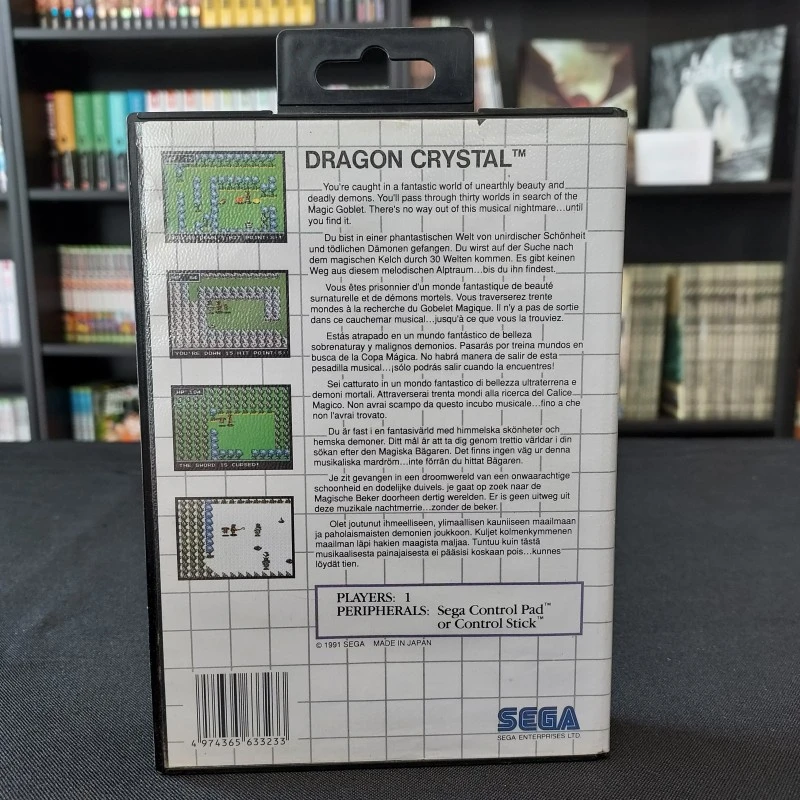 DRAGON CRYSTAL™
You're caught in a fantastic world of unearthly beauty and
deadly demons. You'll pass through thirty worlds in search of the
Magic Goblet. There's no way out of this musical nightmare...until
you find it.
Du bist in einer phantastischen Welt von unirdischer Schönheit
und tödlichen Dämonen gefangen. Du wirst auf der Suche nach
dem magischen Kelch durch 30 Welten kommen. Es gibt keinen
Weg aus diesem melodischen Alptraum...bis du ihn findest.
Vous êtes prisonnier d'un monde fantastique de beauté
surnaturelle et de démons mortels. Vous traverserez trente
mondes à la recherche du Gobelet Magique. Il n'y a pas de sortie
dans ce cauchemar musical...jusqu'à ce que vous la trouviez.
Estás atrapado en un mundo fantástico de belleza
sobrenaturay y malignos demonios. Pasarás por treina mundos en
busca de la Copa Mágica. No habrá manera de salir de esta
pesadilla musical...¡sólo podrás salir cuando la encuentres!
Sei catturato in un mondo fantastico di bellezza ultraterrena e
demoni mortali. Attraverserai trenta mondi alla ricerca del Calice
Magico. Non avrai scampo da questo incubo musicale...fino a che
non l'avrai trovato.
Du är fast i en fantasivärld med himmelska skönheter och
hemska demoner. Ditt mål är att ta dig genom trettio världar i din
sökan efter den Magiska Bägaren. Det finns ingen väg ur denna
musikaliska mardröm...inte förrän du hittat Bägaren.
Je zit gevangen in een droomwereld van een onwaarachtige
schoonheid en dodelijke duivels. je gaat op zoek naar de
Magische Beker doorheen dertig werelden. Er is geen uitweg uit
deze muzikale nachtmerrie...zonder de beker.
Olet joutunut ihmeelliseen, ylimaallisen kauniiseen maailmaan
ja paholaismaisten demonien joukkoon. Kuljet kolmenkymmenen
maailman läpi hakien maagista maljaa. Tuntuu kuin tästä
musikaalisesta painajaisesta ei pääsisi koskaan pois...kunnes
löydät tien.
YOU'RE DOWN 15 HIT POINT(S)!
HP:114
THE SWORD IS CURSED!
PLAYERS: 1
PERIPHERALS: Sega Control Pad™
or Control Stick™
© 1991 SEGA MADE IN JAPAN
4 974365 633233
SEGA
SEGA ENTERPRISES LTD.